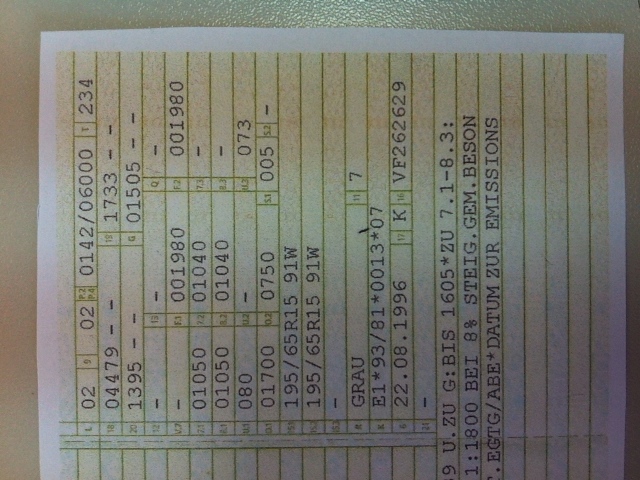 L 02 9 02 P.2 P.4 0142/06000 T 234
18 04479 - - 19 1733 - -
20 1395 - - G 01505 - -
12 - 13 - Q - 
V.7 - F.1 001980 F.2 001980
7.1 01050 7.2 01040 7.3 -
8.1 01050 8.2 01040 8.3 -
U.1 080 U.2 - U.3 073
O.1 01700 O.2 0750 S.1 005 S.2 -
15.1 195/65R15 91W
15.2 195/65R15 91W
15.3 -
R GRAU 11 7
K E1*93/81*0013*07
6 22.08.1996 17 K 16 VF262629
21 -
9 U.ZU G:BIS 1605*ZU 7.1-8.3:
1:1800 BEI 8% STEIG.GEM.BESON
.EGTG/ABE*DATUM ZUR EMISSIONS